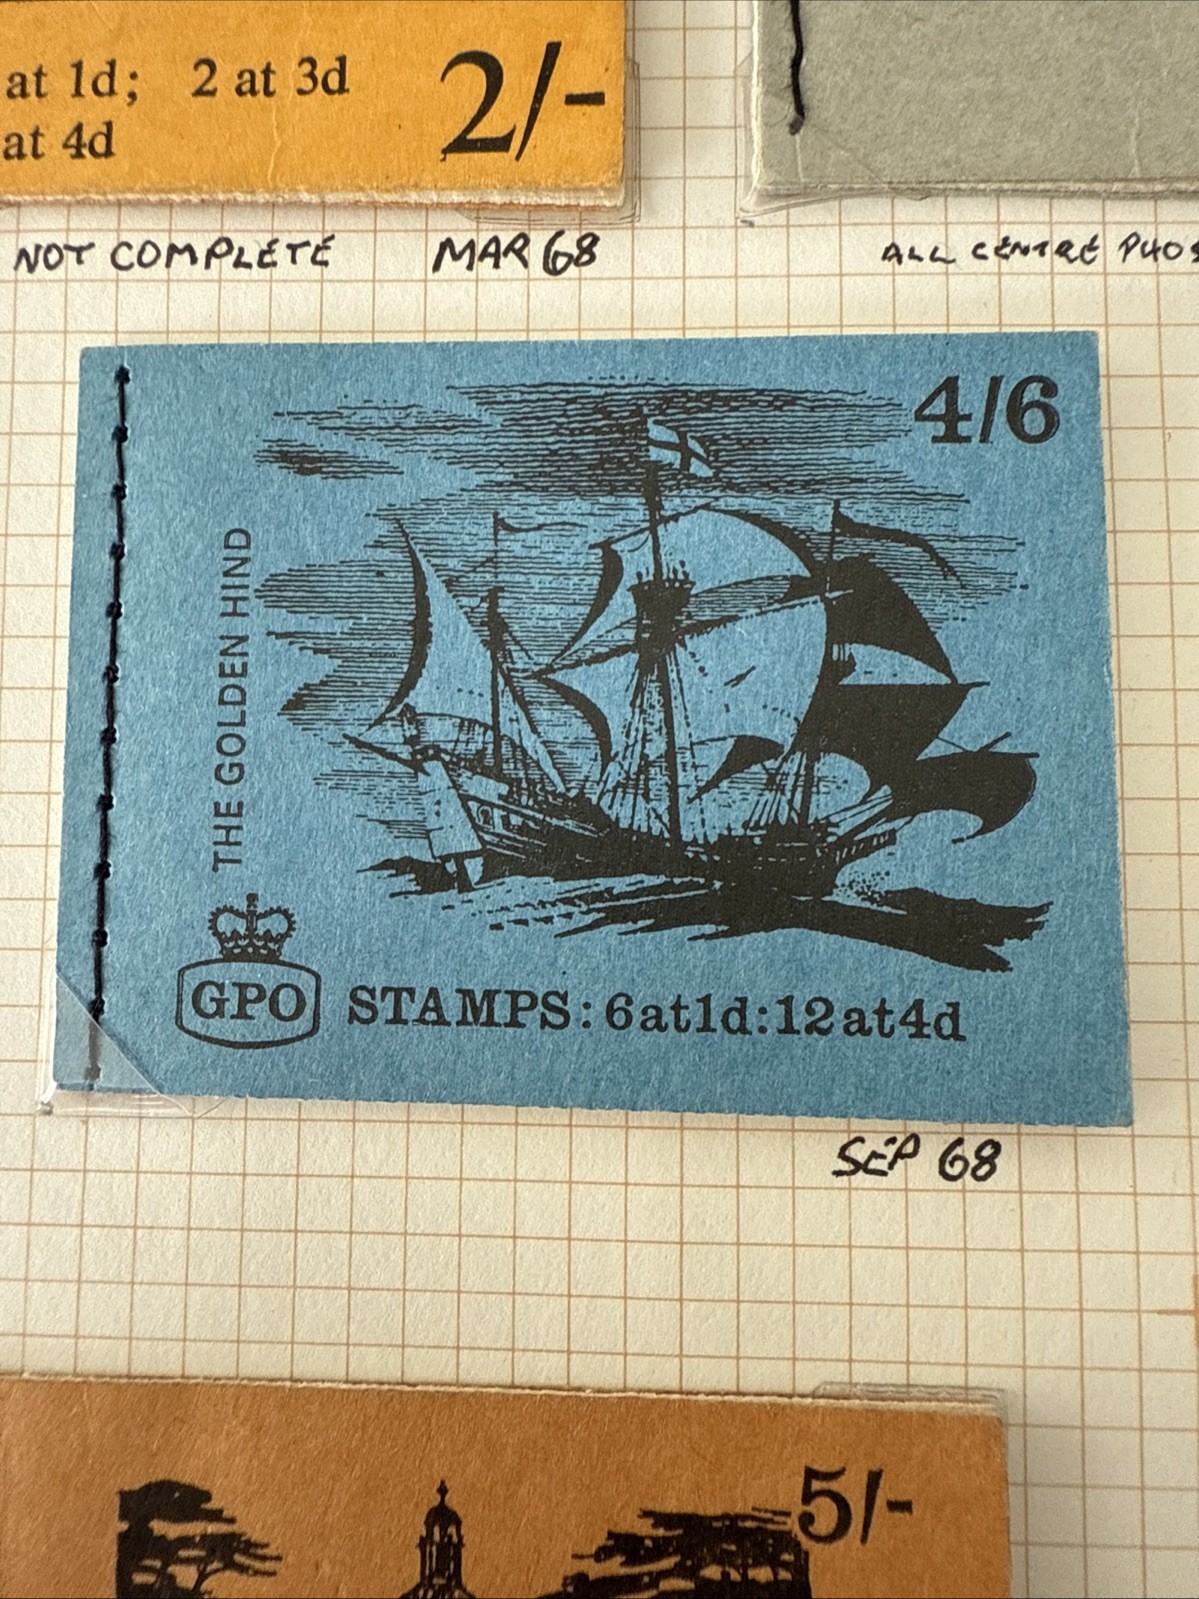 at 1d; 2 at 3d
at 4d
2/-
NOT COMPLETE MAR 68
ALL CENTRE PHOS
4/6
THE GOLDEN HIND
GPO STAMPS: 6at1d:12at4d
SEP 68
5/-